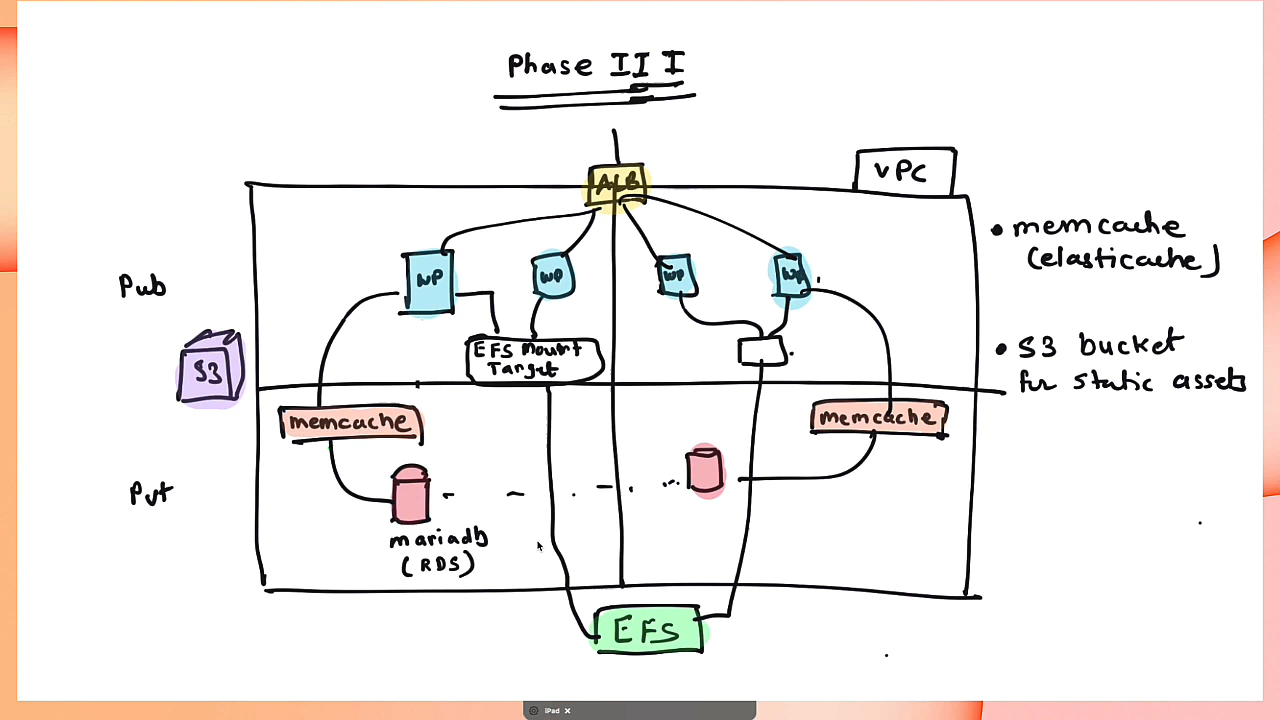 Phase III
ALB
VPC
WP
WP
WP
WP
Pub
EFS Mount
Target
S3
memcache
memcache
Pvt
mariadb
(RDS)
EFS
• memcache
(elasticache)
• S3 bucket
for static assets
iPad ×